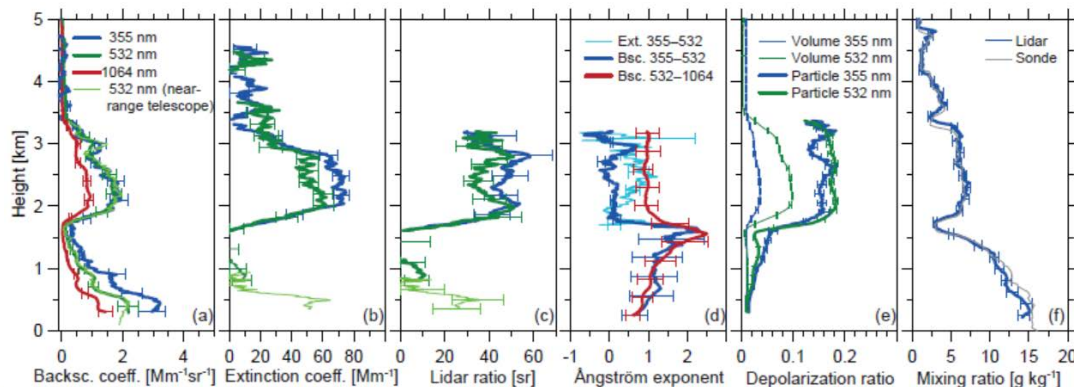 5
4
3
2
1
0
Height [km]
355 nm
532 nm
1064 nm
532 nm (near-
range telescope)
(a)
0 2 4
Backsc. coeff. [Mm⁻¹sr⁻¹]
(b)
0 20 40 60 80
Extinction coeff. [Mm⁻¹]
(c)
0 20 40 60
Lidar ratio [sr]
Ext. 355–532
Bsc. 355–532
Bsc. 532–1064
(d)
-1 0 1 2
Ångström exponent
Volume 355 nm
Volume 532 nm
Particle 355 nm
Particle 532 nm
(e)
0 0.1 0.2
Depolarization ratio
Lidar
Sonde
(f)
0 5 10 15 20
Mixing ratio [g kg⁻¹]